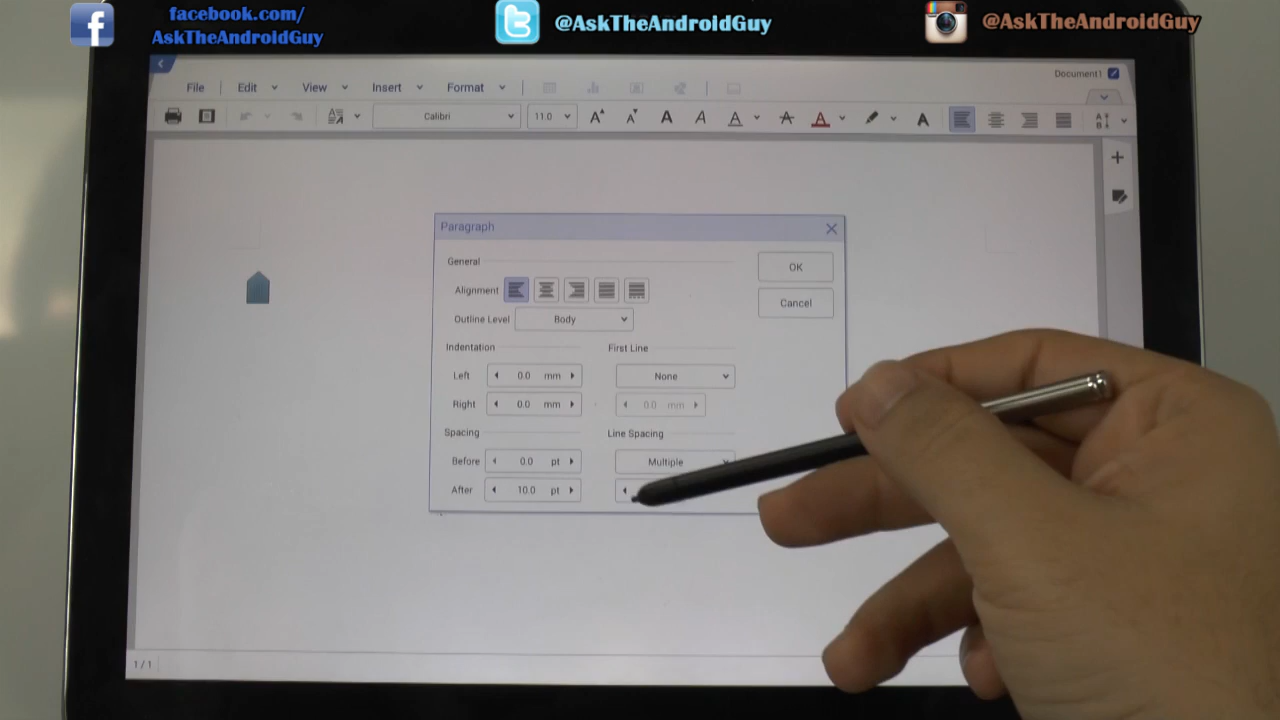 facebook.com/
AskTheAndroidGuy
@AskTheAndroidGuy
@AskTheAndroidGuy
Document1
File Edit View Insert Format
Calibri 11.0
Paragraph
General
OK
Alignment
Cancel
Outline Level Body
Indentation First Line
Left 0.0 mm None
Right 0.0 mm 0.0 mm
Spacing Line Spacing
Before 0.0 pt Multiple
After 10.0 pt
1/1